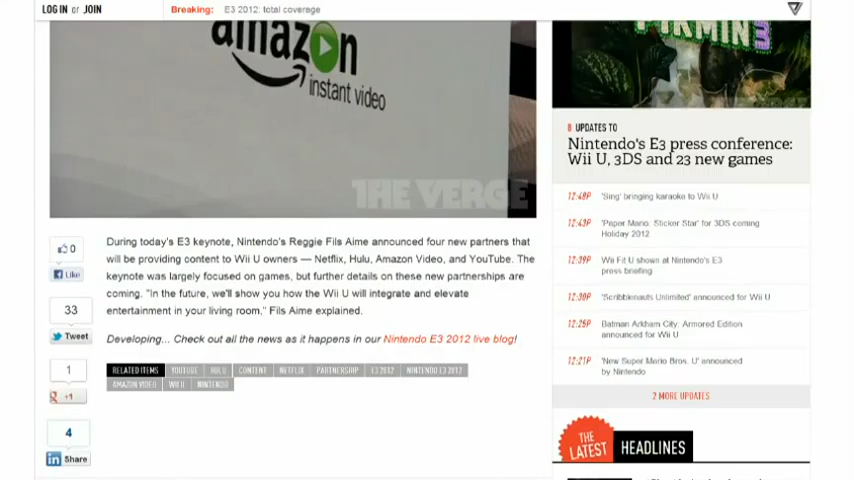 LOG IN or JOIN
Breaking: E3 2012: total coverage
amazon
instant video
THE VERGE
During today's E3 keynote, Nintendo's Reggie Fils Aime announced four new partners that
will be providing content to Wii U owners — Netflix, Hulu, Amazon Video, and YouTube. The
keynote was largely focused on games, but further details on these new partnerships are
coming. "In the future, we'll show you how the Wii U will integrate and elevate
entertainment in your living room," Fils Aime explained.
Developing... Check out all the news as it happens in our Nintendo E3 2012 live blog!
RELATED ITEMS YOUTUBE HULU CONTENT NETFLIX PARTNERSHIP E3 2012 NINTENDO E3 2012
AMAZON VIDEO WII U NINTENDO
0
Like
33
Tweet
1
+1
4
in Share
PIKMIN 3
8 UPDATES TO
Nintendo's E3 press conference:
Wii U, 3DS and 23 new games
12:48P 'Sing' bringing karaoke to Wii U
12:43P 'Paper Mario: Sticker Star' for 3DS coming
Holiday 2012
12:39P Wii Fit U shown at Nintendo's E3
press briefing
12:30P 'Scribblenauts Unlimited' announced for Wii U
12:25P Batman Arkham City: Armored Edition
announced for Wii U
12:21P 'New Super Mario Bros. U' announced
by Nintendo
2 MORE UPDATES
THE LATEST HEADLINES